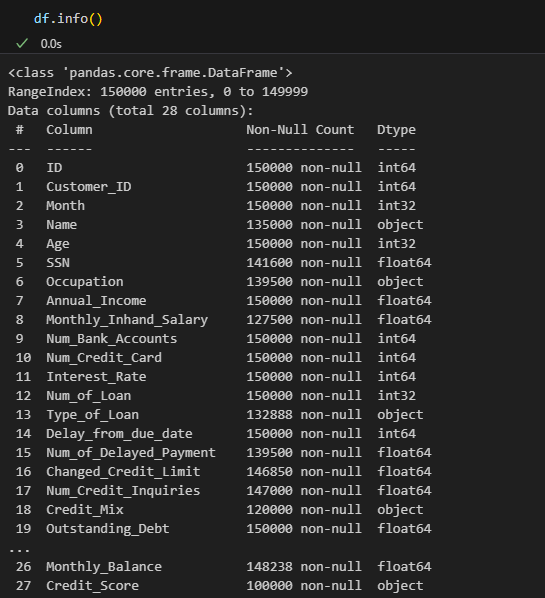 df.info()
0.0s
<class 'pandas.core.frame.DataFrame'>
RangeIndex: 150000 entries, 0 to 149999
Data columns (total 28 columns):
 #   Column                    Non-Null Count   Dtype
---  ------                    --------------   -----
 0   ID                        150000 non-null  int64
 1   Customer_ID               150000 non-null  int64
 2   Month                     150000 non-null  int32
 3   Name                      135000 non-null  object
 4   Age                       150000 non-null  int32
 5   SSN                       141600 non-null  float64
 6   Occupation                139500 non-null  object
 7   Annual_Income             150000 non-null  float64
 8   Monthly_Inhand_Salary     127500 non-null  float64
 9   Num_Bank_Accounts         150000 non-null  int64
 10  Num_Credit_Card           150000 non-null  int64
 11  Interest_Rate             150000 non-null  int64
 12  Num_of_Loan               150000 non-null  int32
 13  Type_of_Loan              132888 non-null  object
 14  Delay_from_due_date       150000 non-null  int64
 15  Num_of_Delayed_Payment    139500 non-null  float64
 16  Changed_Credit_Limit      146850 non-null  float64
 17  Num_Credit_Inquiries      147000 non-null  float64
 18  Credit_Mix                120000 non-null  object
 19  Outstanding_Debt          150000 non-null  float64
...
 26  Monthly_Balance           148238 non-null  float64
 27  Credit_Score              100000 non-null  object